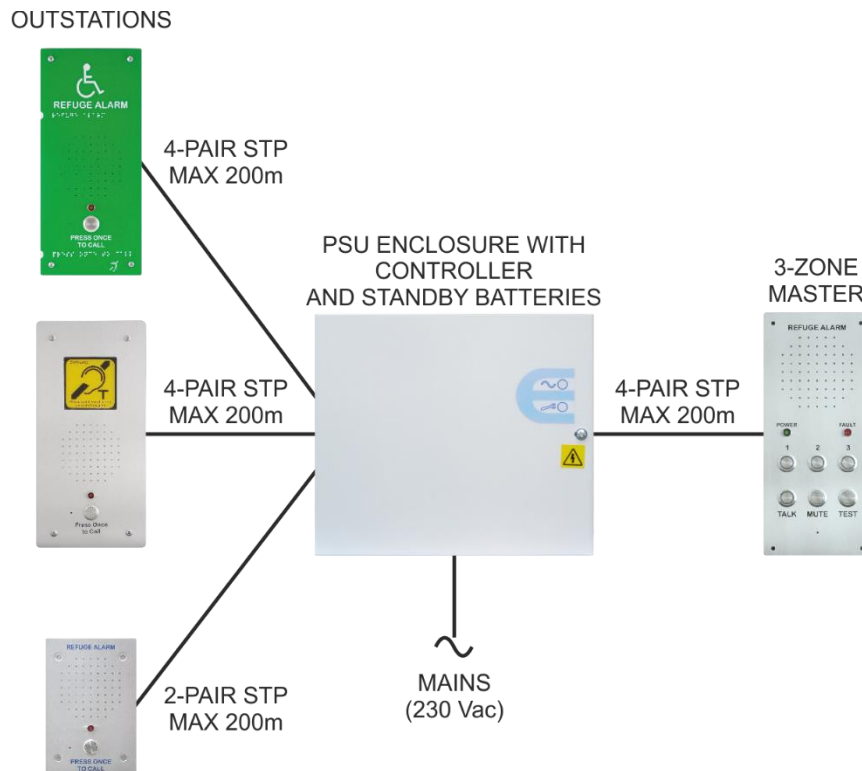 OUTSTATIONS
REFUGE ALARM
PRESS ONCE
TO CALL
4-PAIR STP
MAX 200m
T
Press Once
to Call
4-PAIR STP
MAX 200m
REFUGE ALARM
PRESS ONCE
TO CALL
2-PAIR STP
MAX 200m
PSU ENCLOSURE WITH
CONTROLLER
AND STANDBY BATTERIES
MAINS
(230 Vac)
4-PAIR STP
MAX 200m
3-ZONE
MASTER
REFUGE ALARM
POWER FAULT
1 2 3
TALK MUTE TEST